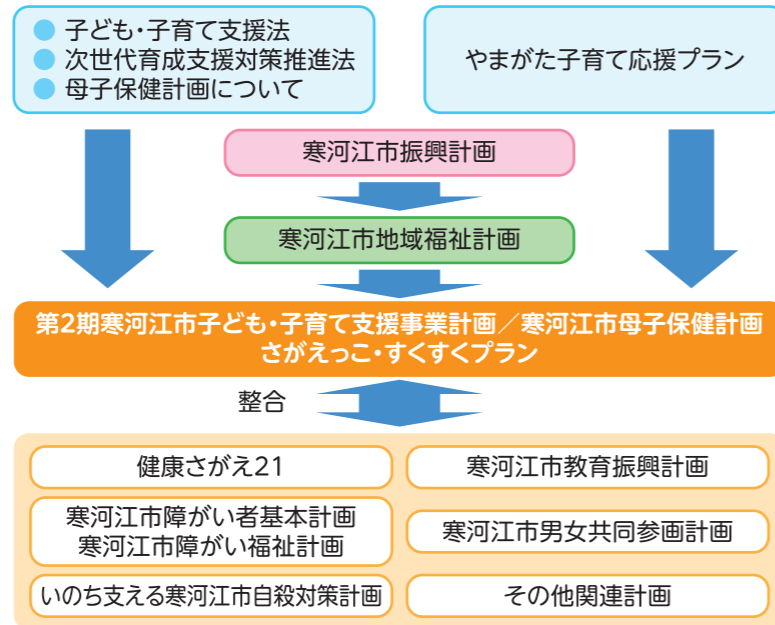 ● 子ども・子育て支援法
● 次世代育成支援対策推進法
● 母子保健計画について
やまがた子育て応援プラン
寒河江市振興計画
寒河江市地域福祉計画
第2期寒河江市子ども・子育て支援事業計画／寒河江市母子保健計画
さがえっこ・すくすくプラン
整合
健康さがえ21
寒河江市教育振興計画
寒河江市障がい者基本計画
寒河江市障がい福祉計画
寒河江市男女共同参画計画
いのち支える寒河江市自殺対策計画
その他関連計画